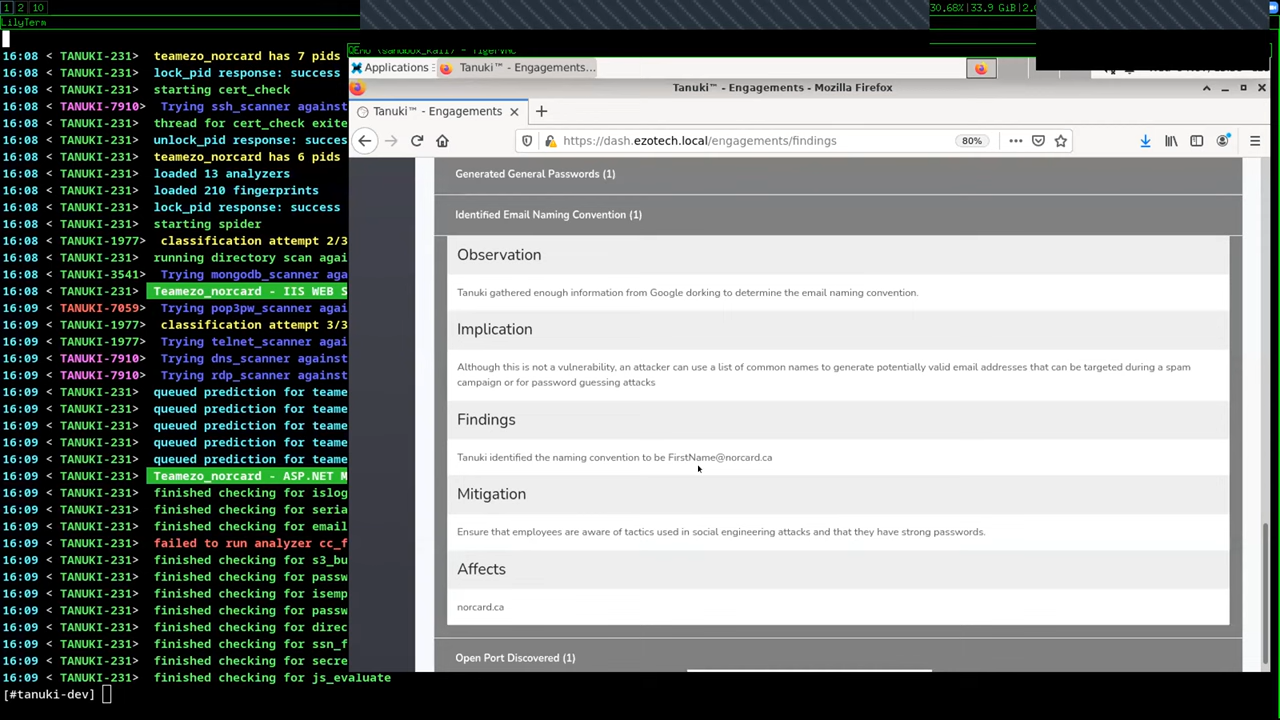 1 2 10
30.68%|33.9 GiB|2.
LilyTerm
16:08 < TANUKI-231> teamezo_norcard has 7 pids
16:08 < TANUKI-231> lock_pid response: success
16:08 < TANUKI-231> starting cert_check
16:08 < TANUKI-7910> Trying ssh_scanner against
16:08 < TANUKI-231> thread for cert_check exite
16:08 < TANUKI-231> unlock_pid response: success
16:08 < TANUKI-231> teamezo_norcard has 6 pids
16:08 < TANUKI-231> loaded 13 analyzers
16:08 < TANUKI-231> loaded 210 fingerprints
16:08 < TANUKI-231> lock_pid response: success
16:08 < TANUKI-231> starting spider
16:08 < TANUKI-1977> classification attempt 2/3
16:08 < TANUKI-231> running directory scan agai
16:08 < TANUKI-3541> Trying mongodb_scanner aga
16:08 < TANUKI-231> Teamezo_norcard - IIS WEB S
16:08 < TANUKI-7059> Trying pop3pw_scanner agai
16:08 < TANUKI-1977> classification attempt 3/3
16:08 < TANUKI-1977> Trying telnet_scanner agai
16:08 < TANUKI-7910> Trying dns_scanner against
16:08 < TANUKI-7910> Trying rdp_scanner against
16:09 < TANUKI-231> queued prediction for teame
16:09 < TANUKI-231> queued prediction for teame
16:09 < TANUKI-231> queued prediction for teame
16:09 < TANUKI-231> queued prediction for teame
16:09 < TANUKI-231> queued prediction for teame
16:09 < TANUKI-231> Teamezo_norcard - ASP.NET M
16:09 < TANUKI-231> finished checking for islog
16:09 < TANUKI-231> finished checking for seria
16:09 < TANUKI-231> finished checking for email
16:09 < TANUKI-231> failed to run analyzer cc_f
16:09 < TANUKI-231> finished checking for s3_bu
16:09 < TANUKI-231> finished checking for passw
16:09 < TANUKI-231> finished checking for isemp
16:09 < TANUKI-231> finished checking for passw
16:09 < TANUKI-231> finished checking for direc
16:09 < TANUKI-231> finished checking for ssn_f
16:09 < TANUKI-231> finished checking for secre
16:09 < TANUKI-231> finished checking for js_evaluate
[#tanuki-dev]
QEMU (sandbox_kali) - TigerVNC
Applications
Tanuki™ - Engagements...
Tanuki™ - Engagements - Mozilla Firefox
Tanuki™ - Engagements
https://dash.ezotech.local/engagements/findings
80%
Generated General Passwords (1)
Identified Email Naming Convention (1)
Observation
Tanuki gathered enough information from Google dorking to determine the email naming convention.
Implication
Although this is not a vulnerability, an attacker can use a list of common names to generate potentially valid email addresses that can be targeted during a spam
campaign or for password guessing attacks
Findings
Tanuki identified the naming convention to be FirstName@norcard.ca
Mitigation
Ensure that employees are aware of tactics used in social engineering attacks and that they have strong passwords.
Affects
norcard.ca
Open Port Discovered (1)